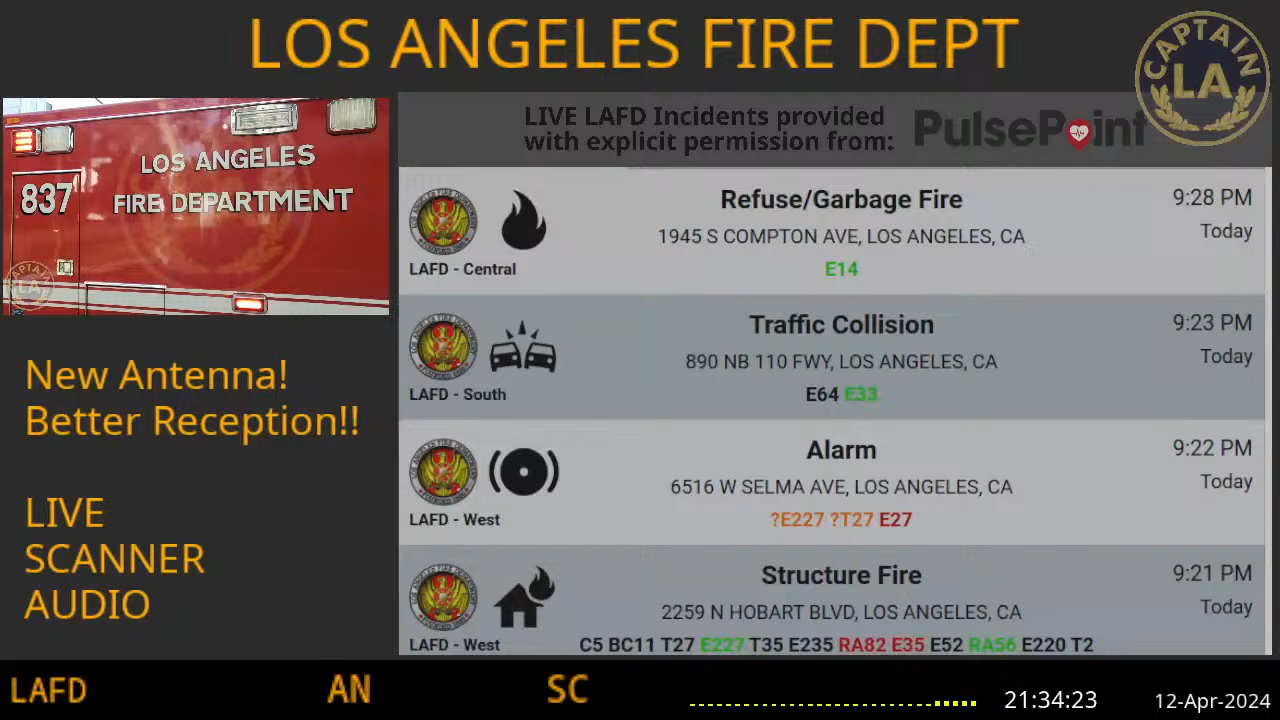 LOS ANGELES FIRE DEPT
CAPTAIN
LA
LIVE LAFD Incidents provided
with explicit permission from:
PulsePoint
LOS ANGELES
837
FIRE DEPARTMENT
CAPTAIN
LA
New Antenna!
Better Reception!!
LIVE
SCANNER
AUDIO
Refuse/Garbage Fire
9:28 PM
1945 S COMPTON AVE, LOS ANGELES, CA
Today
LAFD - Central
E14
Traffic Collision
9:23 PM
890 NB 110 FWY, LOS ANGELES, CA
Today
LAFD - South
E64 E33
Alarm
9:22 PM
6516 W SELMA AVE, LOS ANGELES, CA
Today
LAFD - West
?E227 ?T27 E27
Structure Fire
9:21 PM
2259 N HOBART BLVD, LOS ANGELES, CA
Today
LAFD - West
C5 BC11 T27 E227 T35 E235 RA82 E35 E52 RA56 E220 T2
LAFD
AN
SC
21:34:23
12-Apr-2024